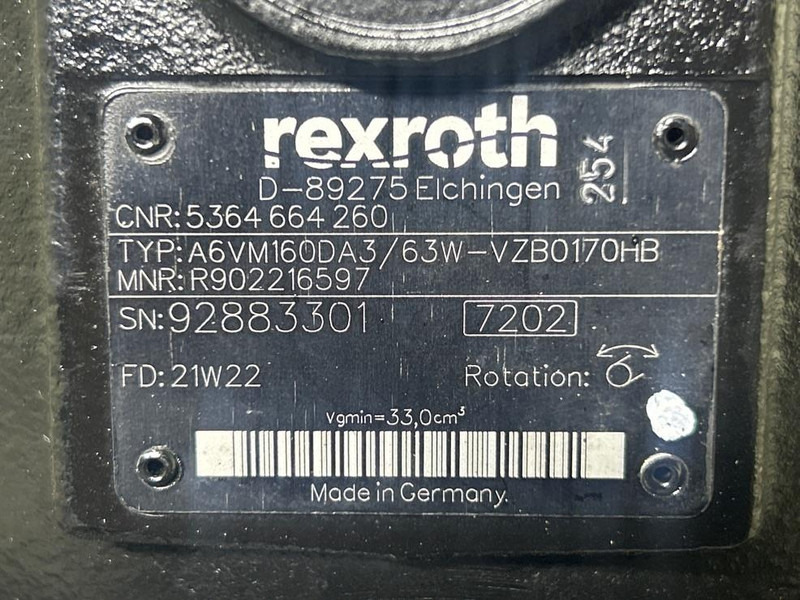 rexroth
D-89275 Elchingen
254
CNR: 5364 664 260
TYP: A6VM160DA3/63W-VZB0170HB
MNR: R902216597
SN: 92883301 7202
FD: 21W22 Rotation:
Vgmin=33,0cm³
Made in Germany.